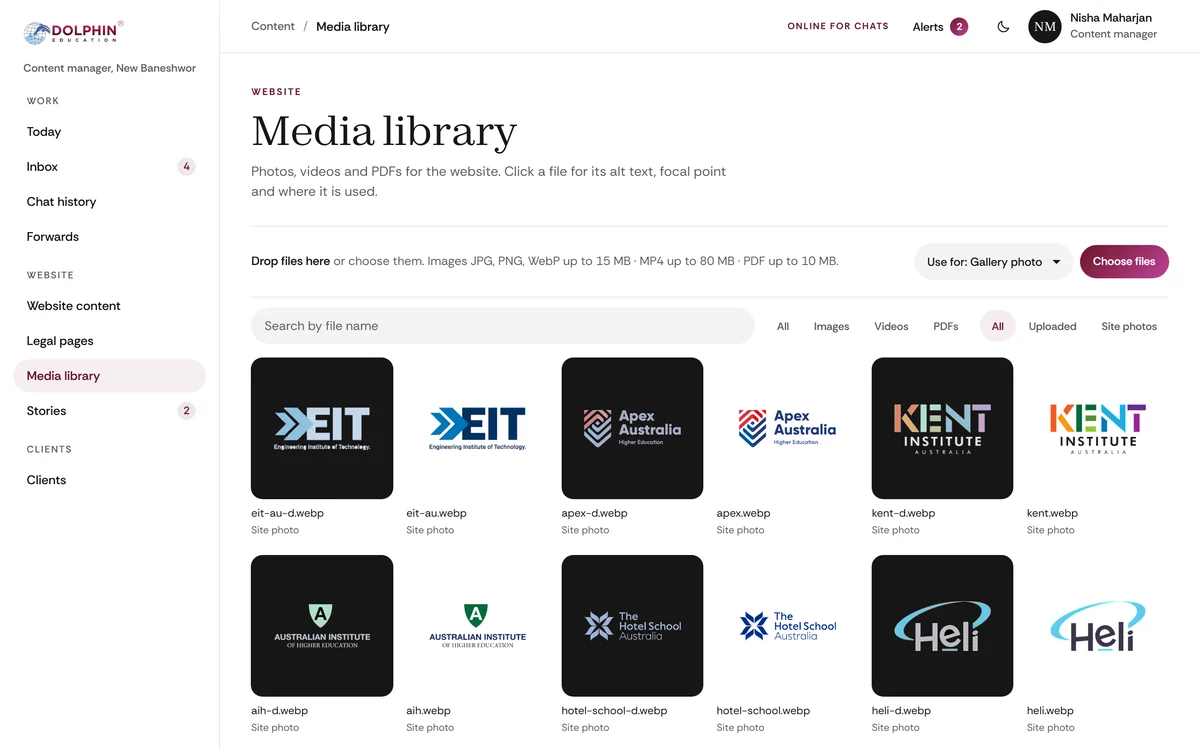 DOLPHIN®
EDUCATION
Content manager, New Baneshwor
WORK
Today
Inbox 4
Chat history
Forwards
WEBSITE
Website content
Legal pages
Media library
Stories 2
CLIENTS
Clients
Content / Media library
ONLINE FOR CHATS
Alerts 2
NM
Nisha Maharjan
Content manager
WEBSITE
Media library
Photos, videos and PDFs for the website. Click a file for its alt text, focal point
and where it is used.
Drop files here or choose them. Images JPG, PNG, WebP up to 15 MB · MP4 up to 80 MB · PDF up to 10 MB.
Use for: Gallery photo
Choose files
Search by file name
All Images Videos PDFs All Uploaded Site photos
EIT
Engineering Institute of Technology.
EIT
Engineering Institute of Technology.
Apex
Australia
Higher Education
Apex
Australia
Higher Education
KENT
INSTITUTE
AUSTRALIA
KENT
INSTITUTE
AUSTRALIA
eit-au-d.webp eit-au.webp apex-d.webp apex.webp kent-d.webp kent.webp
Site photo Site photo Site photo Site photo Site photo Site photo
A
AUSTRALIAN INSTITUTE
OF HIGHER EDUCATION
A
AUSTRALIAN INSTITUTE
OF HIGHER EDUCATION
The
Hotel School
Australia
The
Hotel School
Australia
Heli
Heli
aih-d.webp aih.webp hotel-school-d.webp hotel-school.webp heli-d.webp heli.webp
Site photo Site photo Site photo Site photo Site photo Site photo